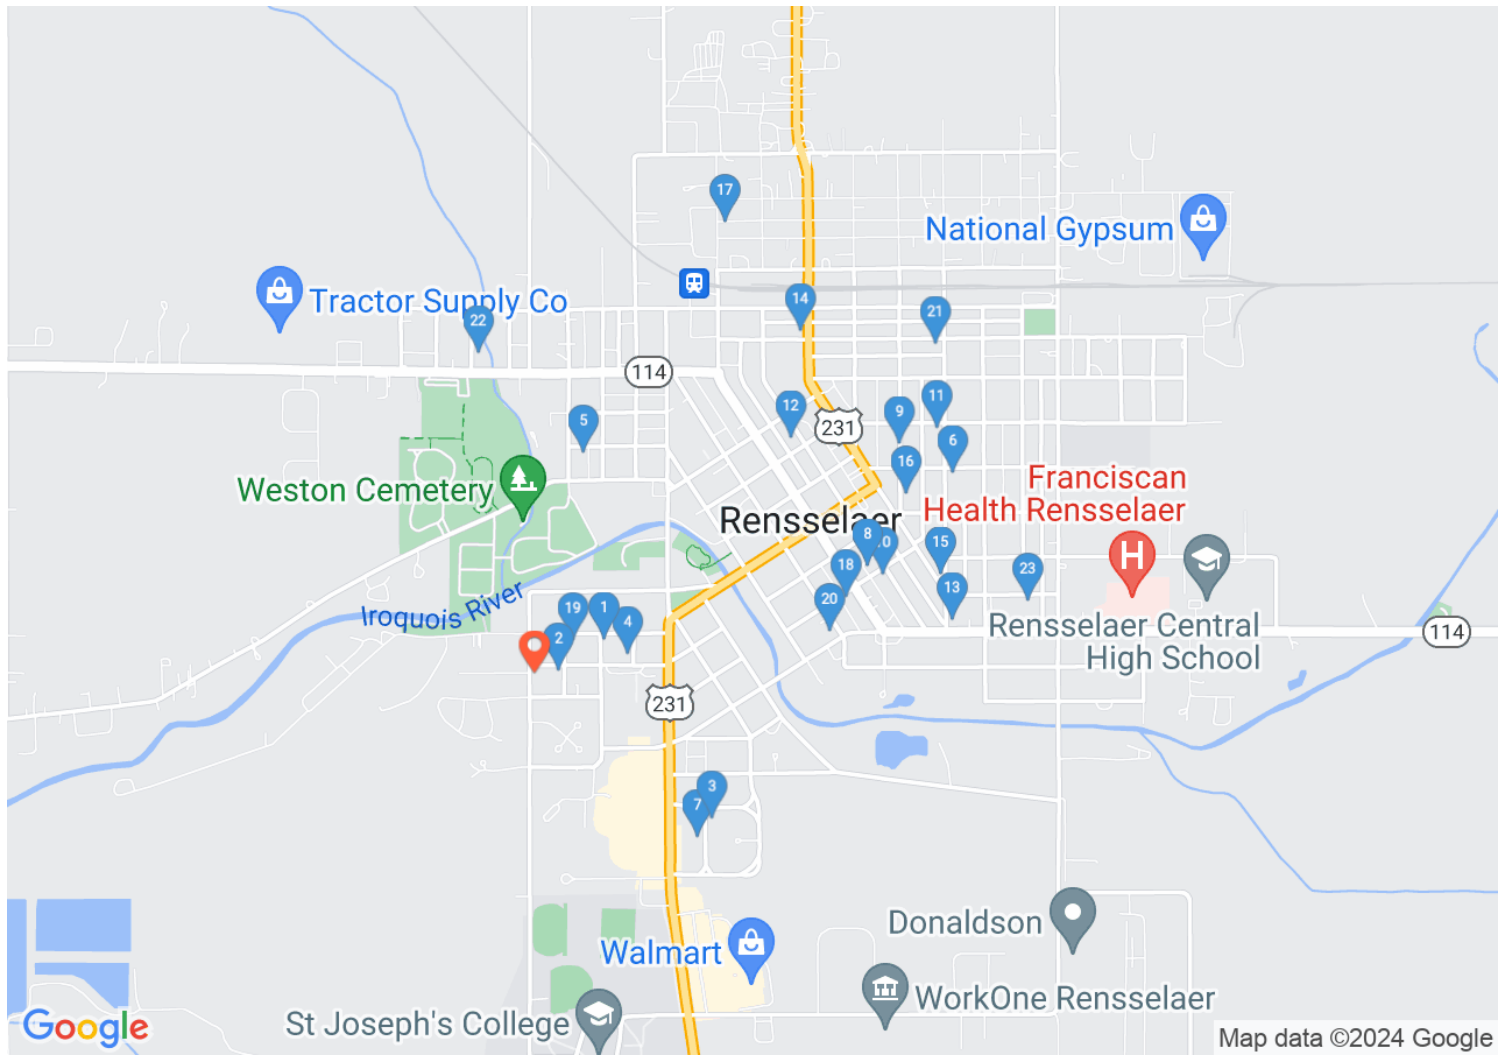 17
National Gypsum
Tractor Supply Co
14
21
22
114
5
12
231
9
11
6
16
Weston Cemetery
Franciscan
Health Rensselaer
Rensselaer
8
15
H
18
23
20
13
Iroquois River
19
1
4
2
Rensselaer Central
High School
114
231
3
7
Donaldson
Walmart
WorkOne Rensselaer
St Joseph's College
Google
Map data ©2024 Google